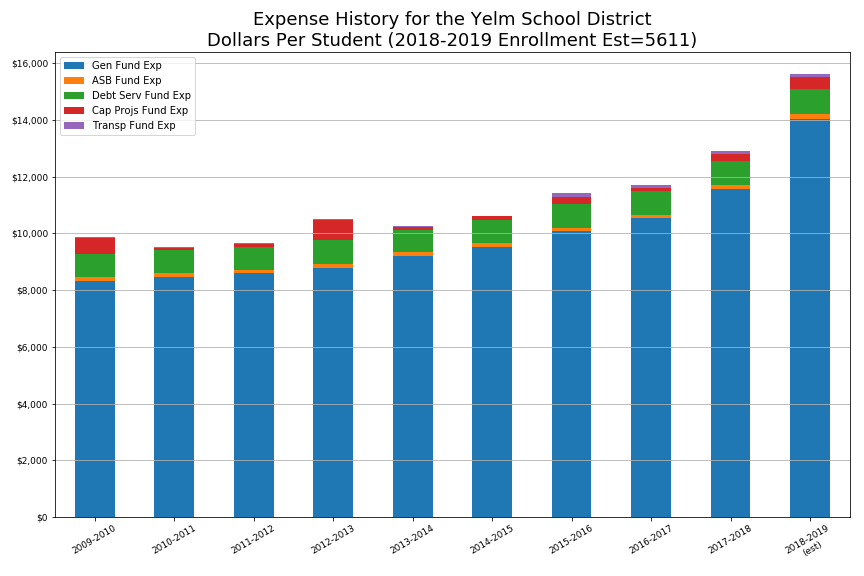 Expense History for the Yelm School District
Dollars Per Student (2018-2019 Enrollment Est=5611)
$16,000
$14,000
$12,000
$10,000
$8,000
$6,000
$4,000
$2,000
$0
Gen Fund Exp
ASB Fund Exp
Debt Serv Fund Exp
Cap Projs Fund Exp
Transp Fund Exp
2009-2010
2010-2011
2011-2012
2012-2013
2013-2014
2014-2015
2015-2016
2016-2017
2017-2018
2018-2019
(est)